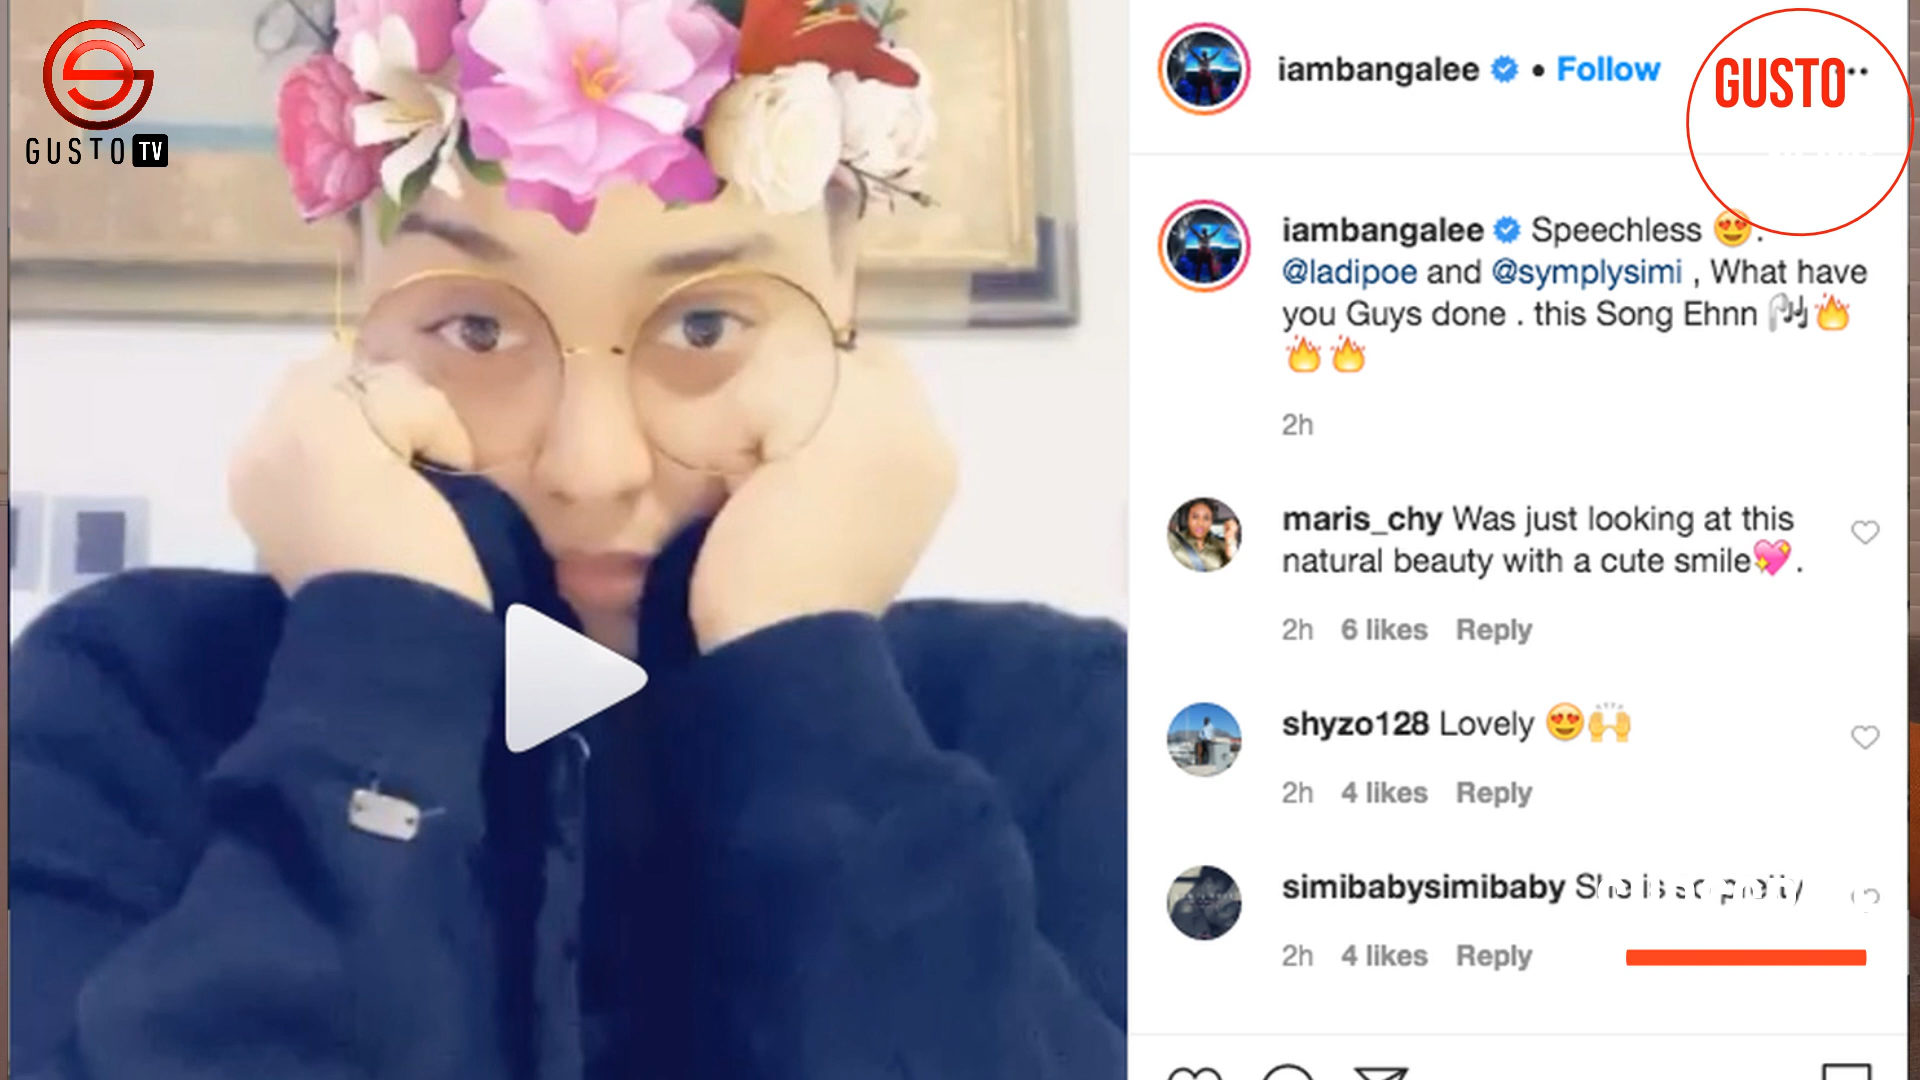 GUSTO TV
iambangalee • Follow
GUSTO
iambangalee Speechless 😍.
@ladipoe and @symplysimi , What have
you Guys done . this Song Ehnn 🎧🔥
🔥🔥
2h
maris_chy Was just looking at this
natural beauty with a cute smile💖.
2h 6 likes Reply
shyzo128 Lovely 😍🙌
2h 4 likes Reply
simibabysimibaby
2h 4 likes Reply